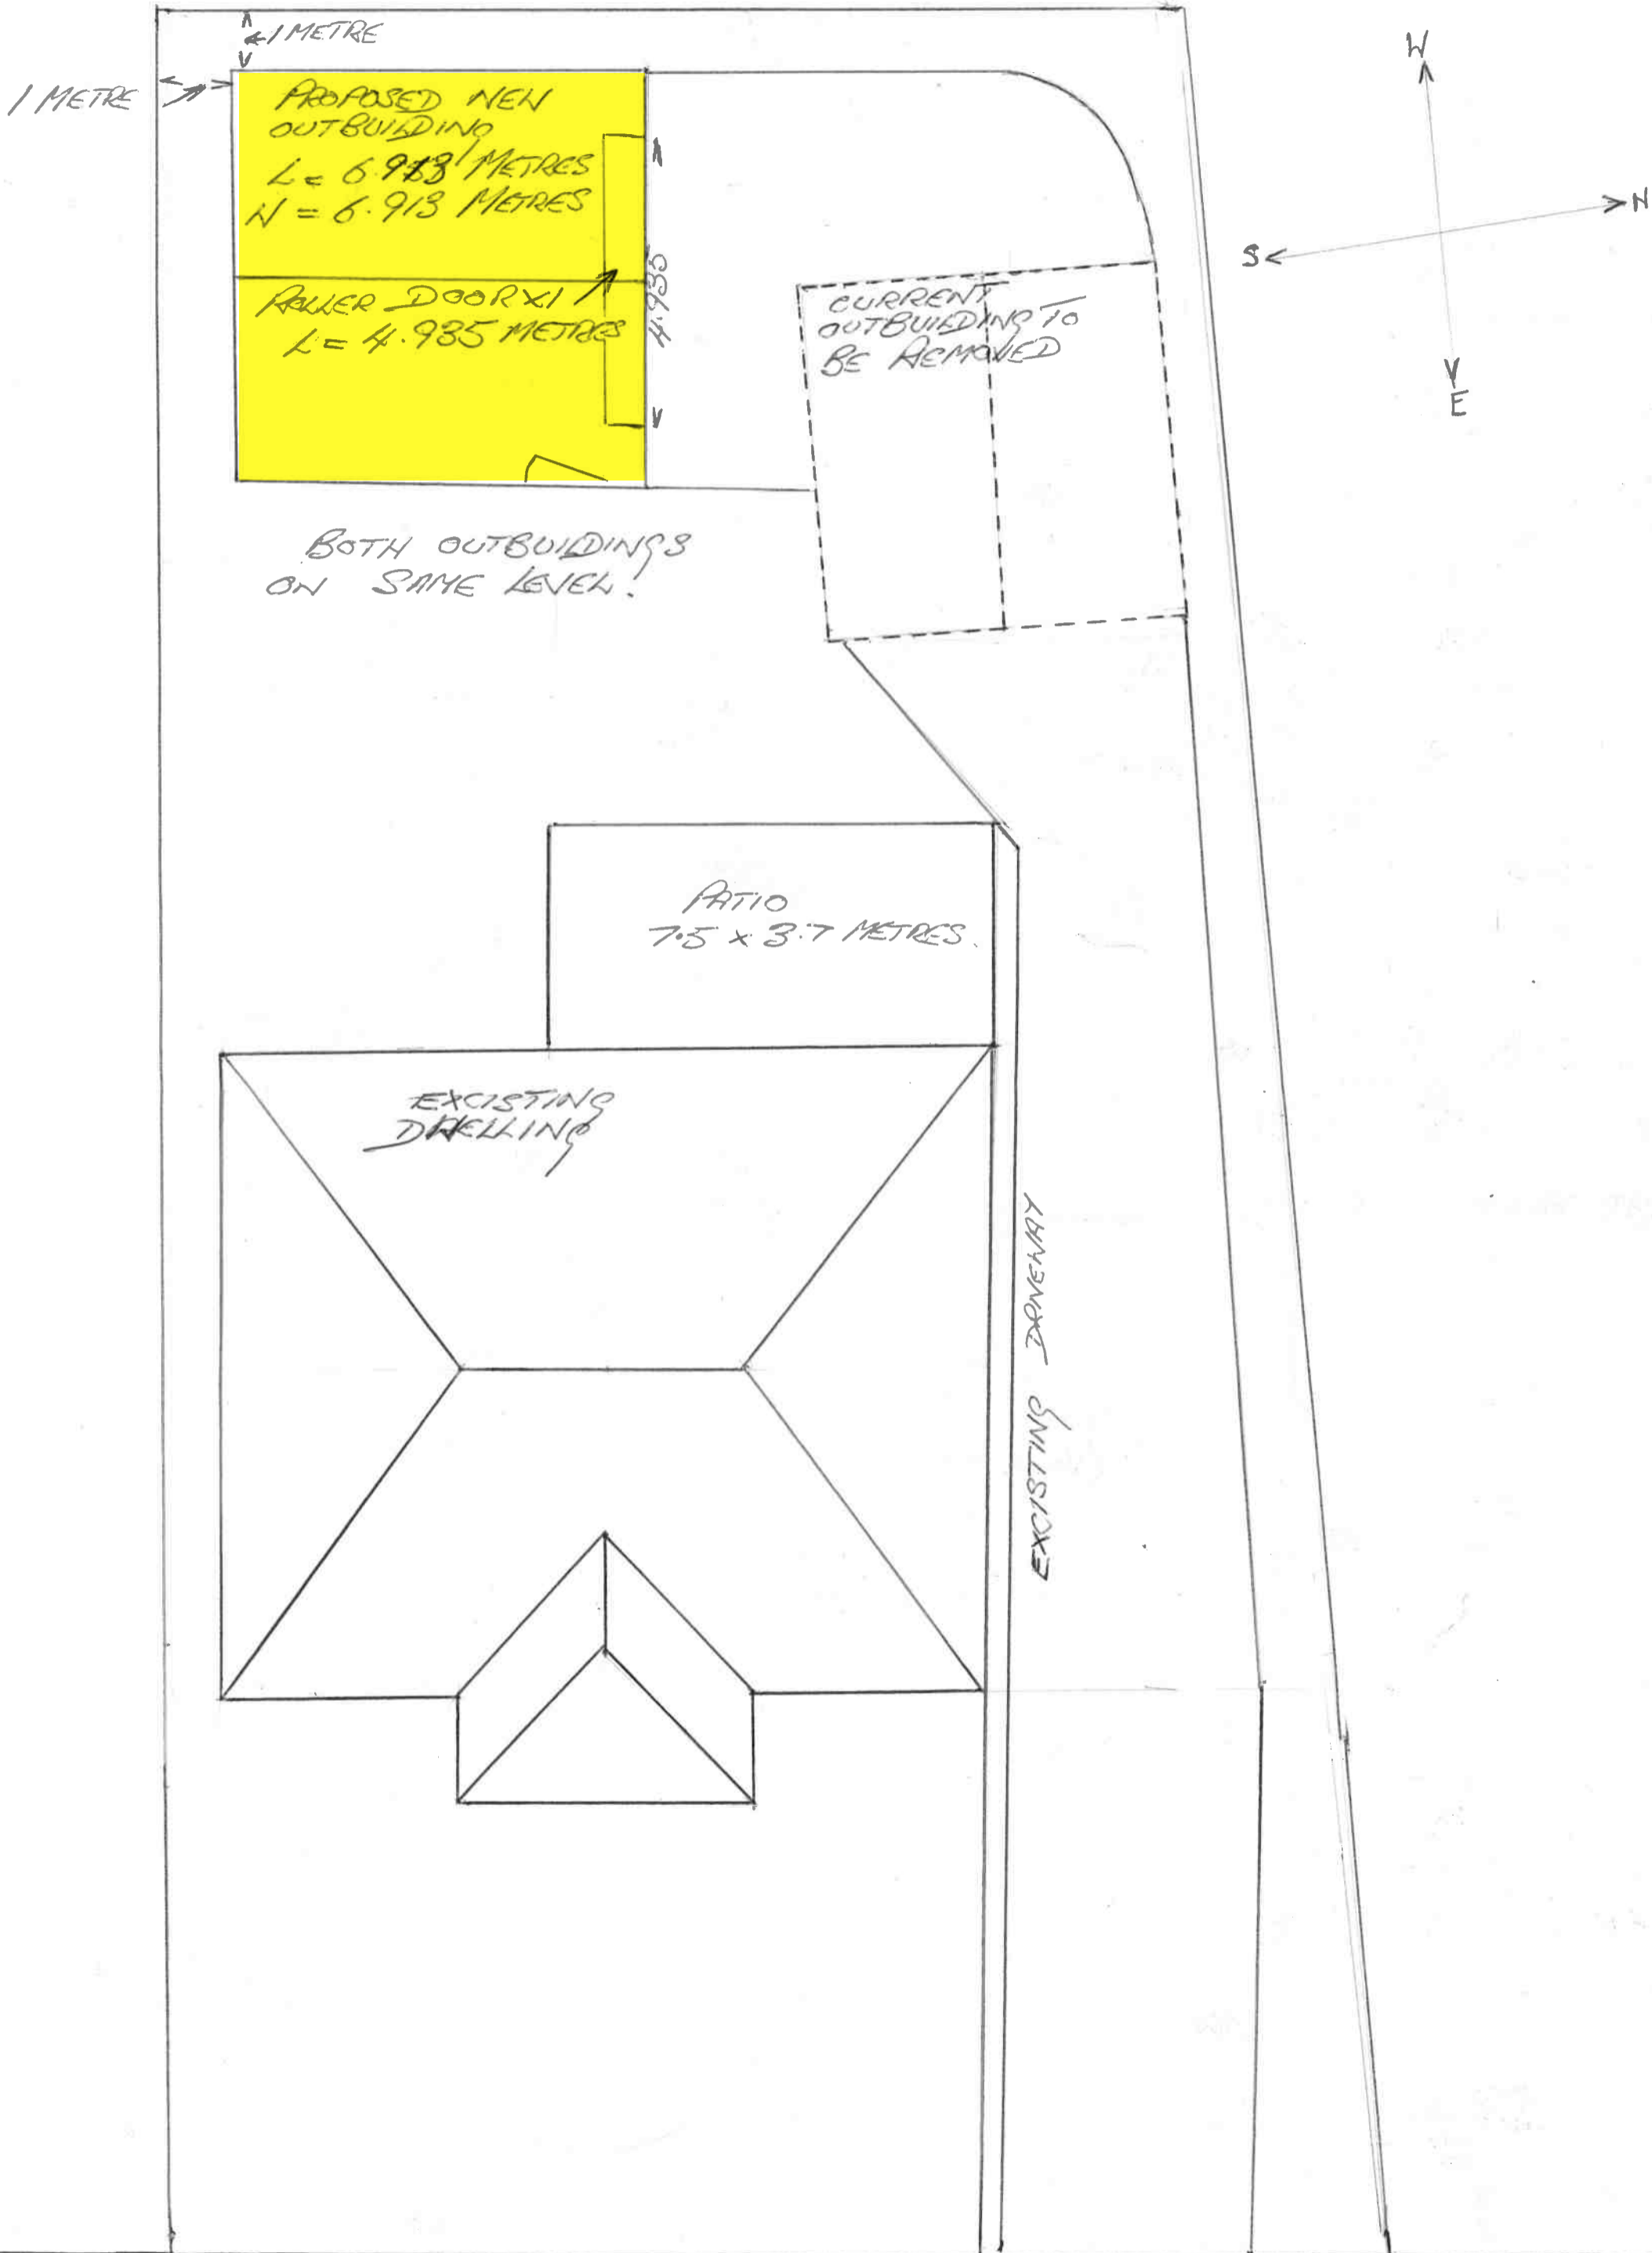 1 METRE
1 METRE
PROPOSED NEW
OUTBUILDING
L = 6.913 METRES
W = 6.913 METRES
ROLLER DOOR X1
L = 4.935 METRES
4.935
CURRENT
OUTBUILDING TO
BE REMOVED
W
N
S
E
BOTH OUTBUILDINGS
ON SAME LEVEL.
PATIO
7.5 x 3.7 METRES.
EXCISTING
DWELLING
EXCISTING DRIVEWAY